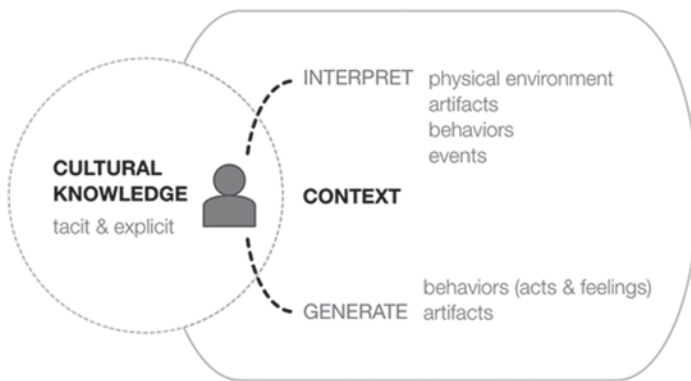 CULTURAL
KNOWLEDGE
tacit & explicit
INTERPRET
physical environment
artifacts
behaviors
events
CONTEXT
GENERATE
behaviors (acts & feelings)
artifacts